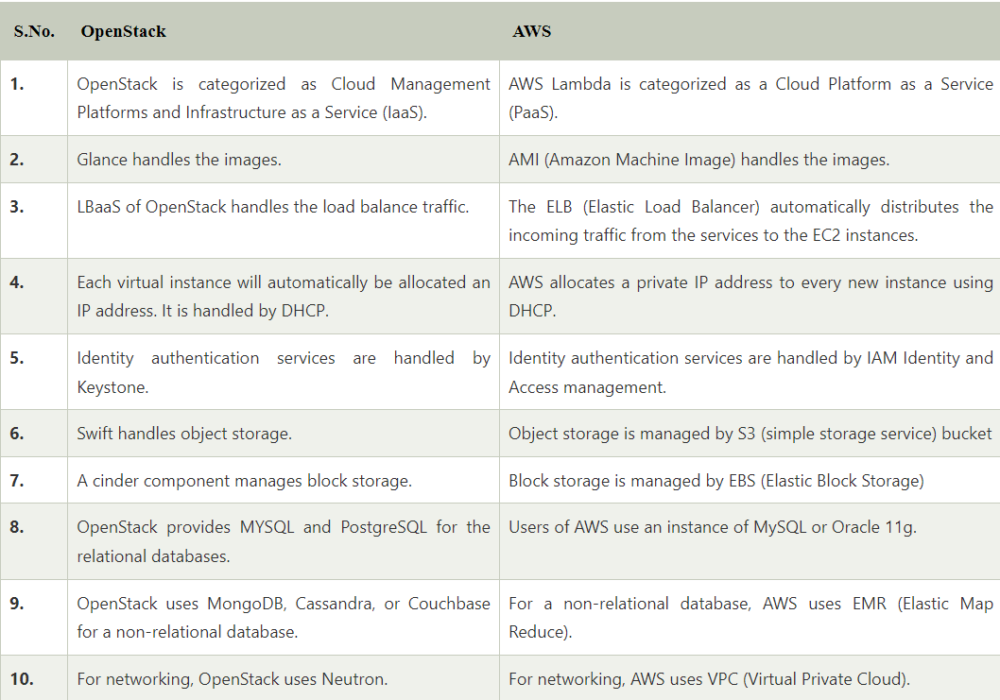 S.No. OpenStack AWS
1. OpenStack is categorized as Cloud Management AWS Lambda is categorized as a Cloud Platform as a Service
Platforms and Infrastructure as a Service (IaaS). (PaaS).
2. Glance handles the images. AMI (Amazon Machine Image) handles the images.
3. LBaaS of OpenStack handles the load balance traffic. The ELB (Elastic Load Balancer) automatically distributes the
incoming traffic from the services to the EC2 instances.
4. Each virtual instance will automatically be allocated an AWS allocates a private IP address to every new instance using
IP address. It is handled by DHCP. DHCP.
5. Identity authentication services are handled by Identity authentication services are handled by IAM Identity and
Keystone. Access management.
6. Swift handles object storage. Object storage is managed by S3 (simple storage service) bucket
7. A cinder component manages block storage. Block storage is managed by EBS (Elastic Block Storage)
8. OpenStack provides MYSQL and PostgreSQL for the Users of AWS use an instance of MySQL or Oracle 11g.
relational databases.
9. OpenStack uses MongoDB, Cassandra, or Couchbase For a non-relational database, AWS uses EMR (Elastic Map
for a non-relational database. Reduce).
10. For networking, OpenStack uses Neutron. For networking, AWS uses VPC (Virtual Private Cloud).